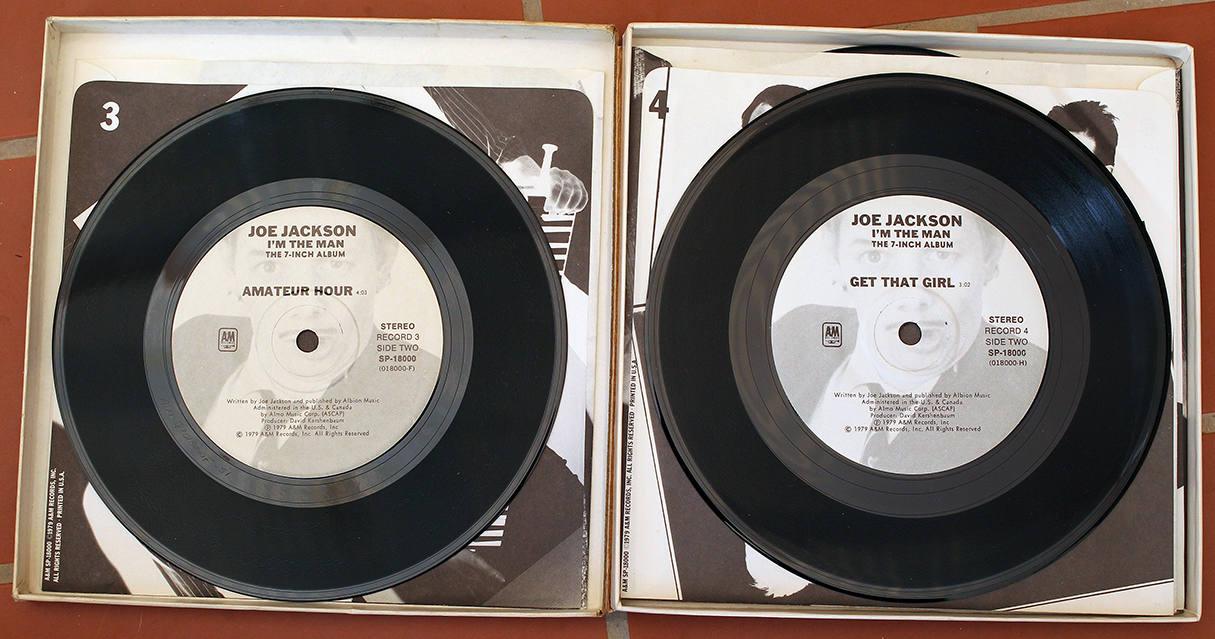 3
JOE JACKSON
I'M THE MAN
THE 7-INCH ALBUM
AMATEUR HOUR 4:03
A&M
STEREO
RECORD 3
SIDE TWO
SP-18000
(018000-F)
Written by Joe Jackson and published by Albion Music
Administered in the U.S. & Canada
by Almo Music Corp. (ASCAP)
Producer: David Kershenbaum
℗ 1979 A&M Records, Inc
© 1979 A&M Records, Inc. All Rights Reserved
A&M SP-18000 ©1979 A&M RECORDS, INC.
ALL RIGHTS RESERVED · PRINTED IN U.S.A.
4
JOE JACKSON
I'M THE MAN
THE 7-INCH ALBUM
GET THAT GIRL 3:02
A&M
STEREO
RECORD 4
SIDE TWO
SP-18000
(018000-H)
Written by Joe Jackson and published by Albion Music
Administered in the U.S. & Canada
by Almo Music Corp. (ASCAP)
Producer: David Kershenbaum
℗ 1979 A&M Records, Inc
© 1979 A&M Records, Inc. All Rights Reserved
A&M SP-18000 ©1979 A&M RECORDS, INC. ALL RIGHTS RESERVED · PRINTED IN U.S.A.